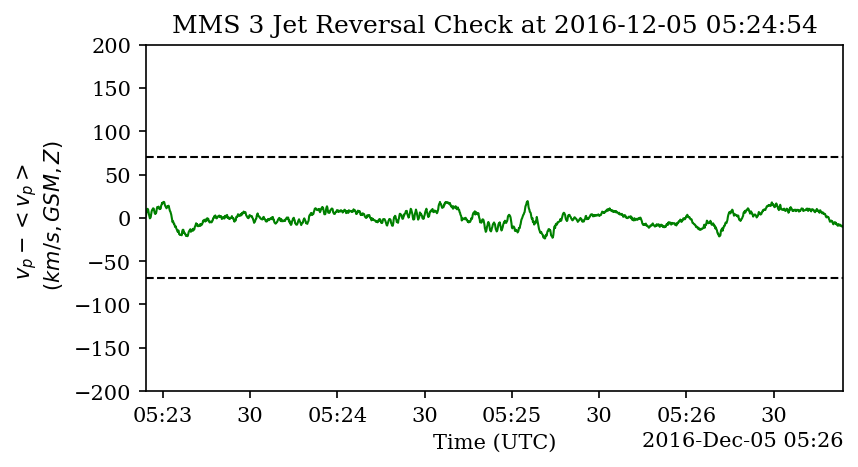 MMS 3 Jet Reversal Check at 2016-12-05 05:24:54
200
150
100
50
0
−50
−100
−150
−200
v_p − < v_p >
(km/s, GSM, Z)
05:23 30 05:24 30 05:25 30 05:26 30
Time (UTC) 2016-Dec-05 05:26